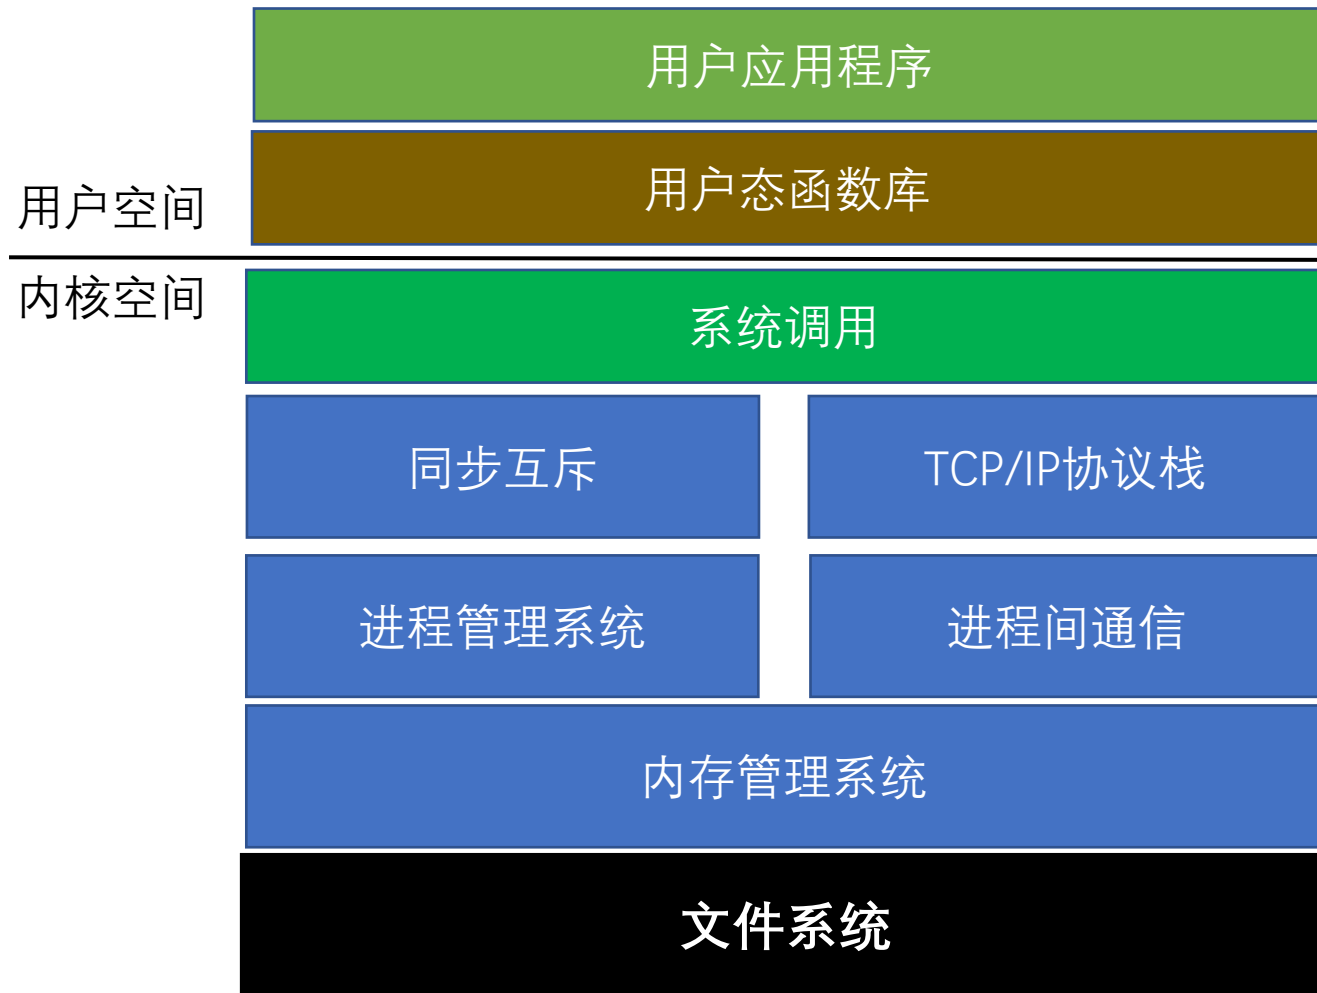 用户应用程序
用户态函数库
用户空间
内核空间
系统调用
同步互斥
TCP/IP协议栈
进程管理系统
进程间通信
内存管理系统
文件系统